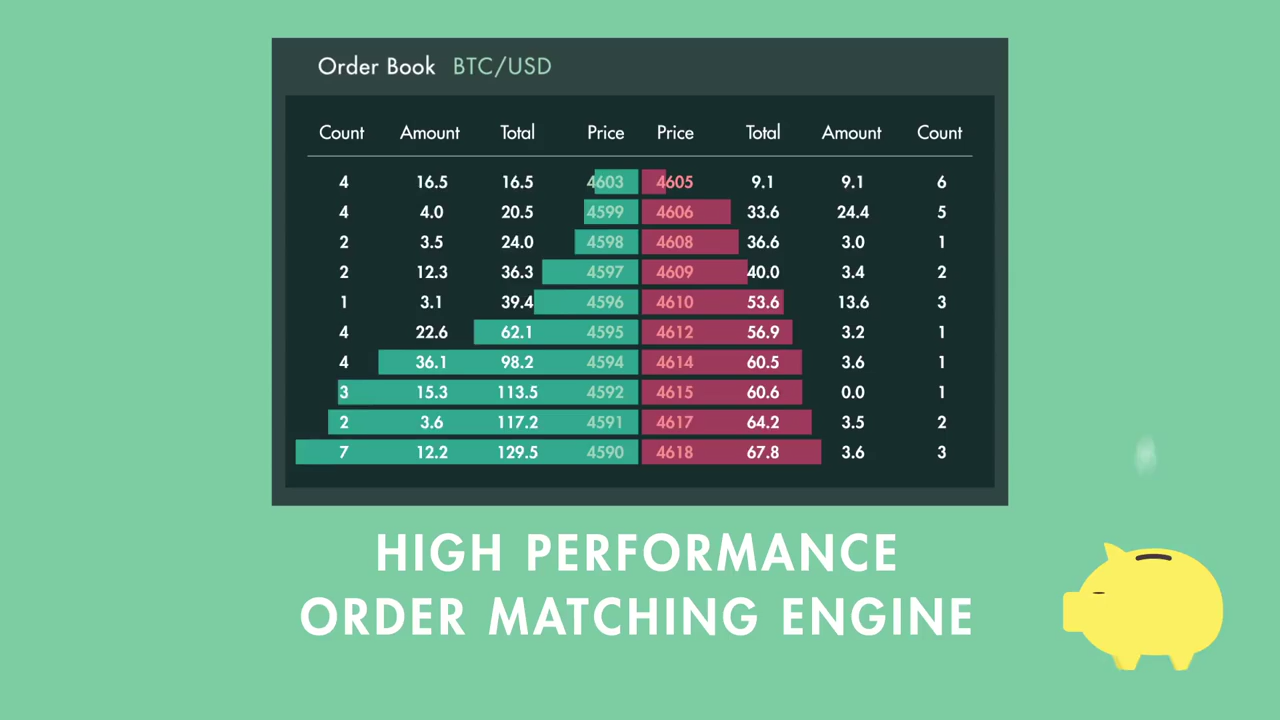 Order Book BTC/USD
Count Amount Total Price Price Total Amount Count
4 16.5 16.5 4603 4605 9.1 9.1 6
4 4.0 20.5 4599 4606 33.6 24.4 5
2 3.5 24.0 4598 4608 36.6 3.0 1
2 12.3 36.3 4597 4609 40.0 3.4 2
1 3.1 39.4 4596 4610 53.6 13.6 3
4 22.6 62.1 4595 4612 56.9 3.2 1
4 36.1 98.2 4594 4614 60.5 3.6 1
3 15.3 113.5 4592 4615 60.6 0.0 1
2 3.6 117.2 4591 4617 64.2 3.5 2
7 12.2 129.5 4590 4618 67.8 3.6 3
HIGH PERFORMANCE
ORDER MATCHING ENGINE